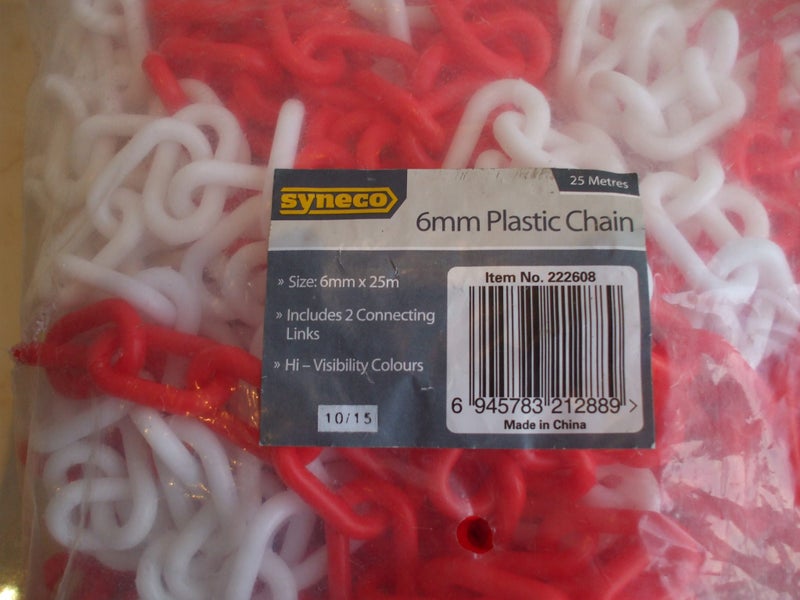 25 Metres
syneco
6mm Plastic Chain
» Size: 6mm x 25m
» Includes 2 Connecting
Links
» Hi – Visibility Colours
10/15
Item No. 222608
6 945783 212889 >
Made in China